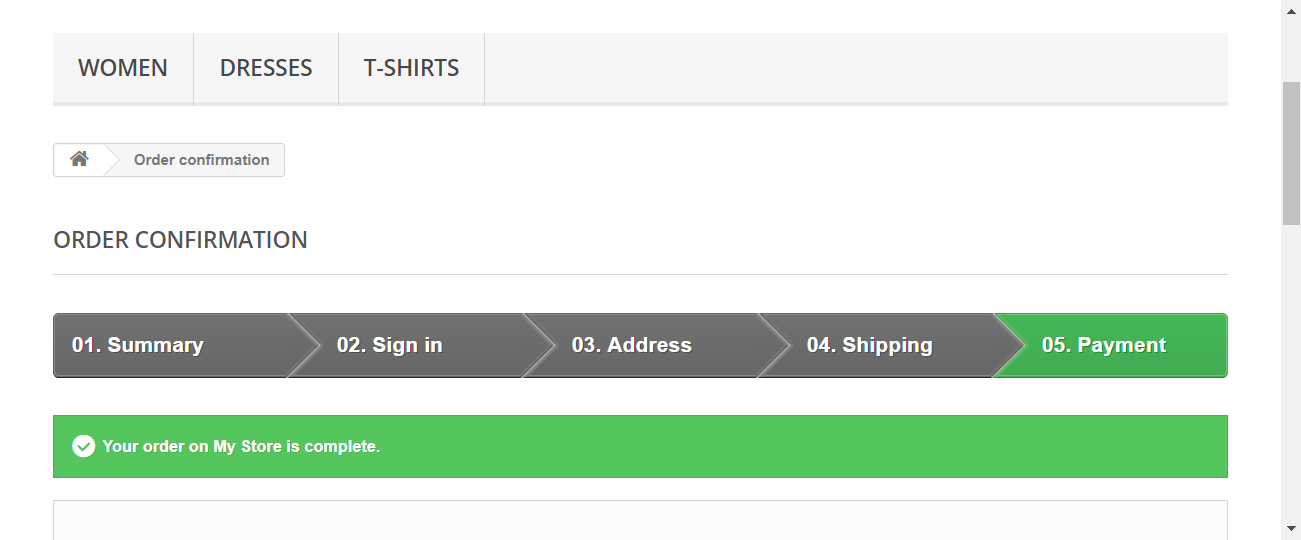 WOMEN DRESSES T-SHIRTS
Order confirmation
ORDER CONFIRMATION
01. Summary 02. Sign in 03. Address 04. Shipping 05. Payment
Your order on My Store is complete.